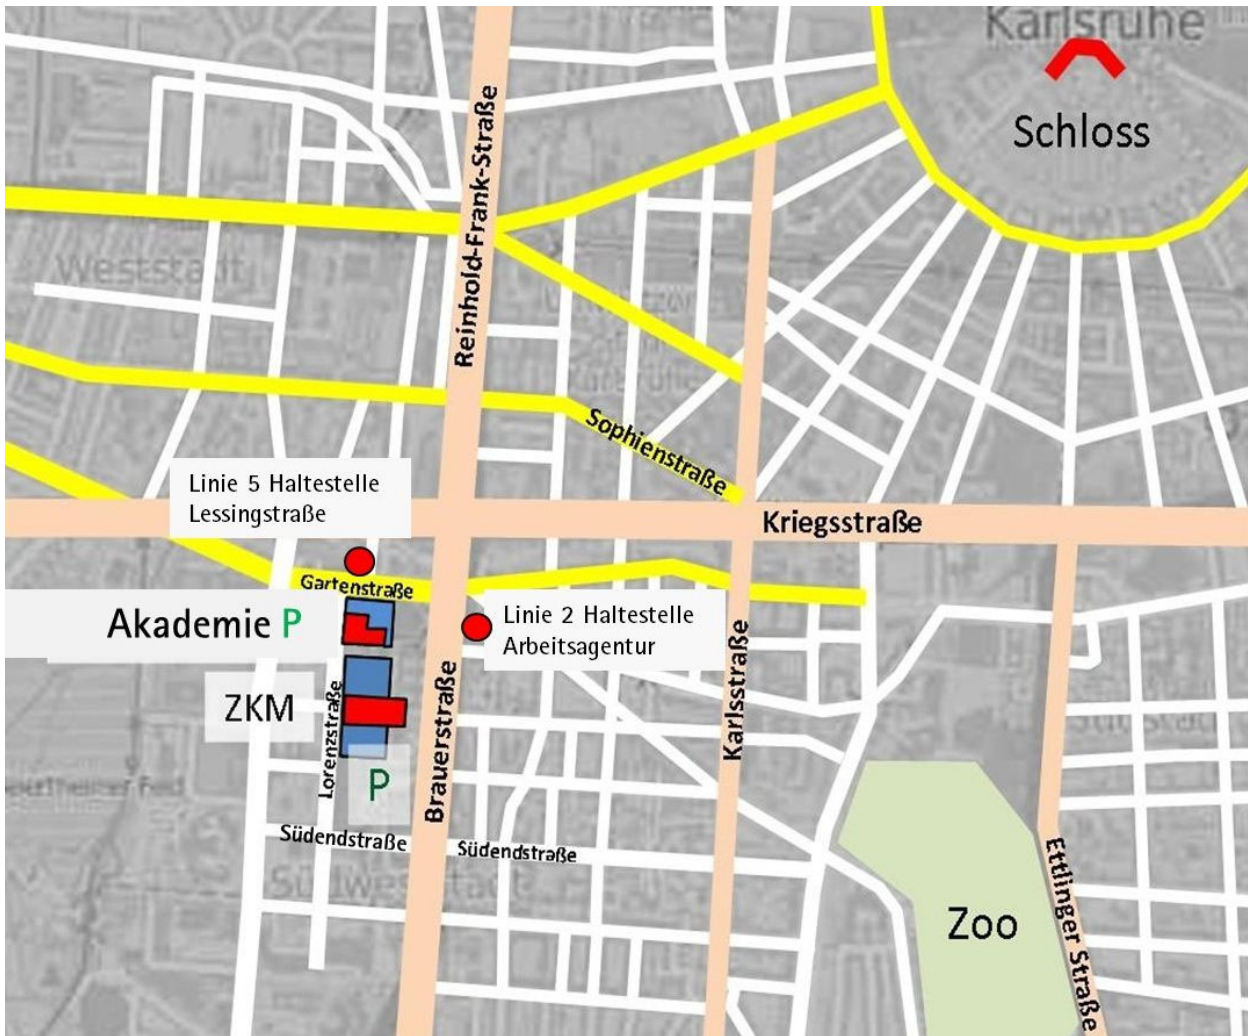 Karlsruhe
Schloss
Reinhold-Frank-Straße
Weststadt
Sophienstraße
Linie 5 Haltestelle
Lessingstraße
Kriegsstraße
Gartenstraße
Akademie P
Linie 2 Haltestelle
Arbeitsagentur
ZKM
Lorenzstraße
Brauerstraße
Karlsstraße
P
Südendstraße
Südendstraße
Südweststadt
Zoo
Ettlinger Straße